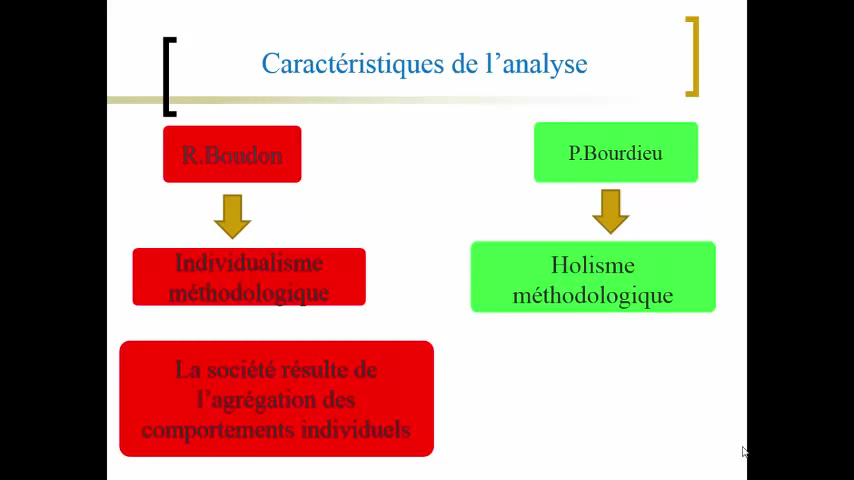 Caractéristiques de l’analyse
R.Boudon
P.Bourdieu
Individualisme
méthodologique
Holisme
méthodologique
La société résulte de
l’agrégation des
comportements individuels